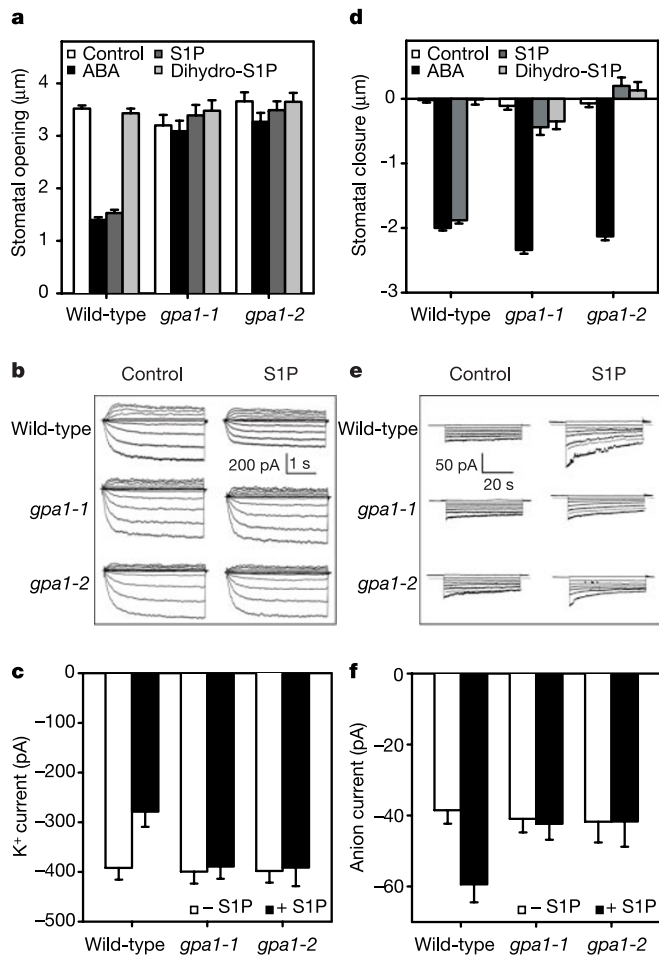 a
Control
S1P
ABA
Dihydro-S1P
Stomatal opening (μm)
4
3
2
1
0
Wild-type
gpa1-1
gpa1-2
d
Control
S1P
ABA
Dihydro-S1P
Stomatal closure (μm)
1
0
-1
-2
-3
Wild-type
gpa1-1
gpa1-2
b
Control
S1P
Wild-type
200 pA
1 s
gpa1-1
gpa1-2
e
Control
S1P
Wild-type
50 pA
20 s
gpa1-1
gpa1-2
c
K+ current (pA)
0
−100
−200
−300
−400
−500
− S1P
+ S1P
Wild-type
gpa1-1
gpa1-2
f
Anion current (pA)
0
−20
−40
−60
− S1P
+ S1P
Wild-type
gpa1-1
gpa1-2